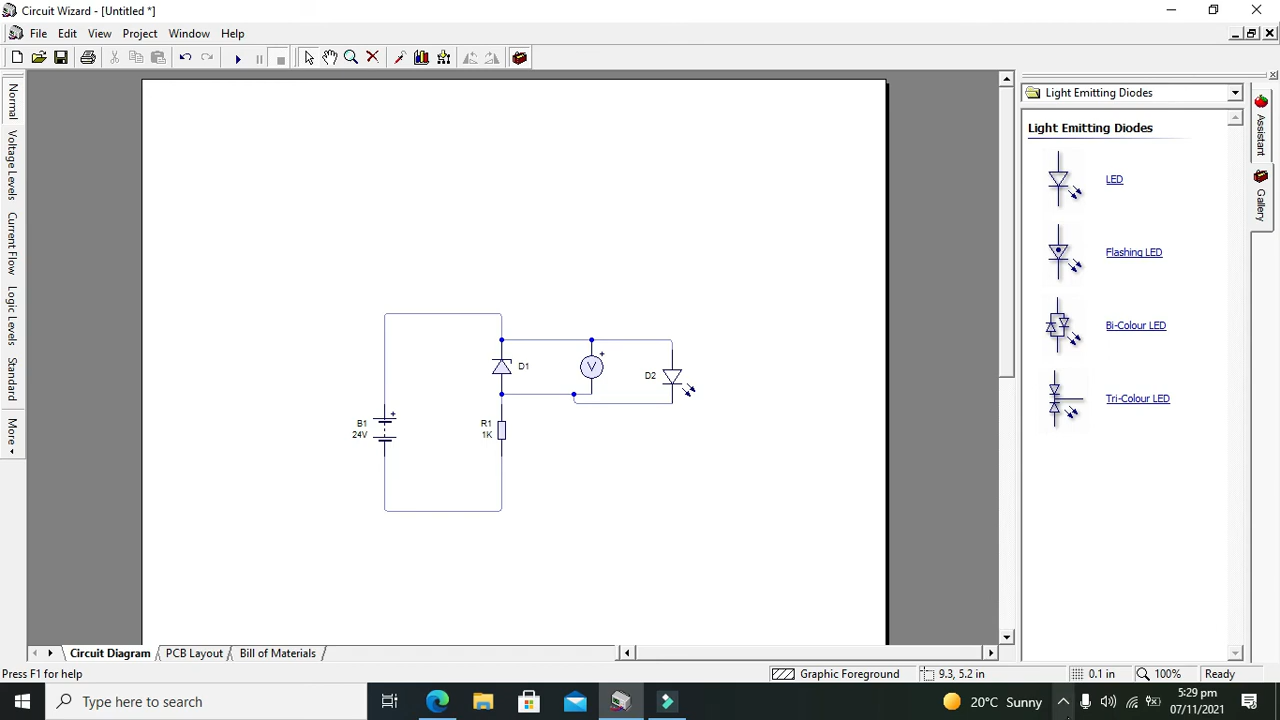 Circuit Wizard - [Untitled *]
File Edit View Project Window Help
Normal
Voltage Levels
Current Flow
Logic Levels
Standard
More
Light Emitting Diodes
Light Emitting Diodes
LED
Flashing LED
Bi-Colour LED
Tri-Colour LED
Assistant
Gallery
D1
V
+
D2
B1
24V
+
R1
1K
Circuit Diagram PCB Layout Bill of Materials
Press F1 for help
Graphic Foreground 9.3, 5.2 in 0.1 in 100% Ready
Type here to search
20°C Sunny
5:29 pm
07/11/2021